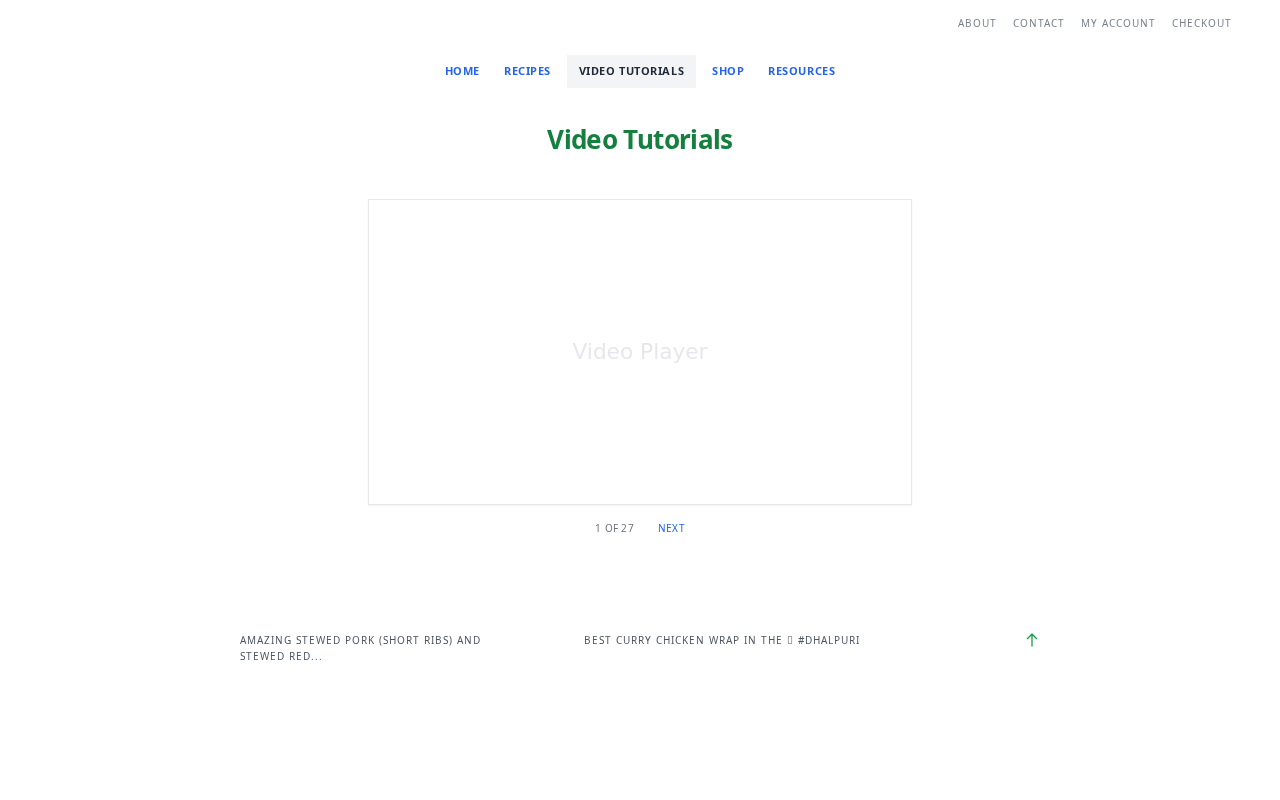 ABOUT CONTACT MY ACCOUNT CHECKOUT
HOME RECIPES VIDEO TUTORIALS SHOP RESOURCES
Video Tutorials
Video Player
1 OF 27 NEXT
AMAZING STEWED PORK (SHORT RIBS) AND
STEWED RED...
BEST CURRY CHICKEN WRAP IN THE ▯ #DHALPURI